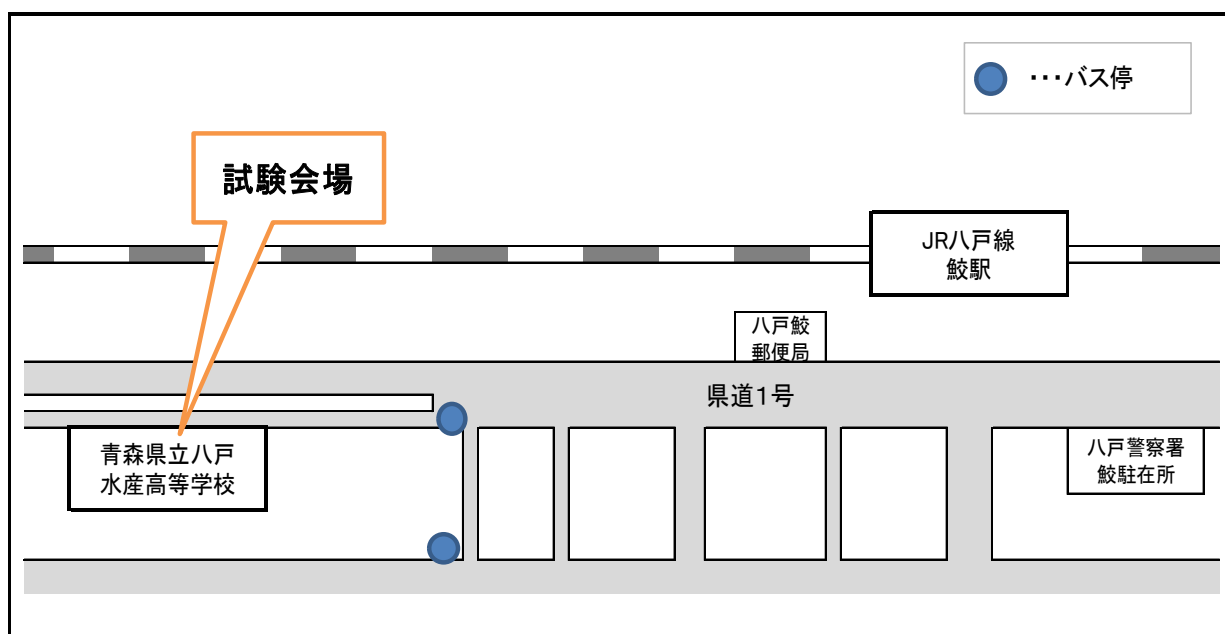 ・・・バス停
試験会場
JR八戸線
鮫駅
八戸鮫
郵便局
県道1号
青森県立八戸
水産高等学校
八戸警察署
鮫駐在所